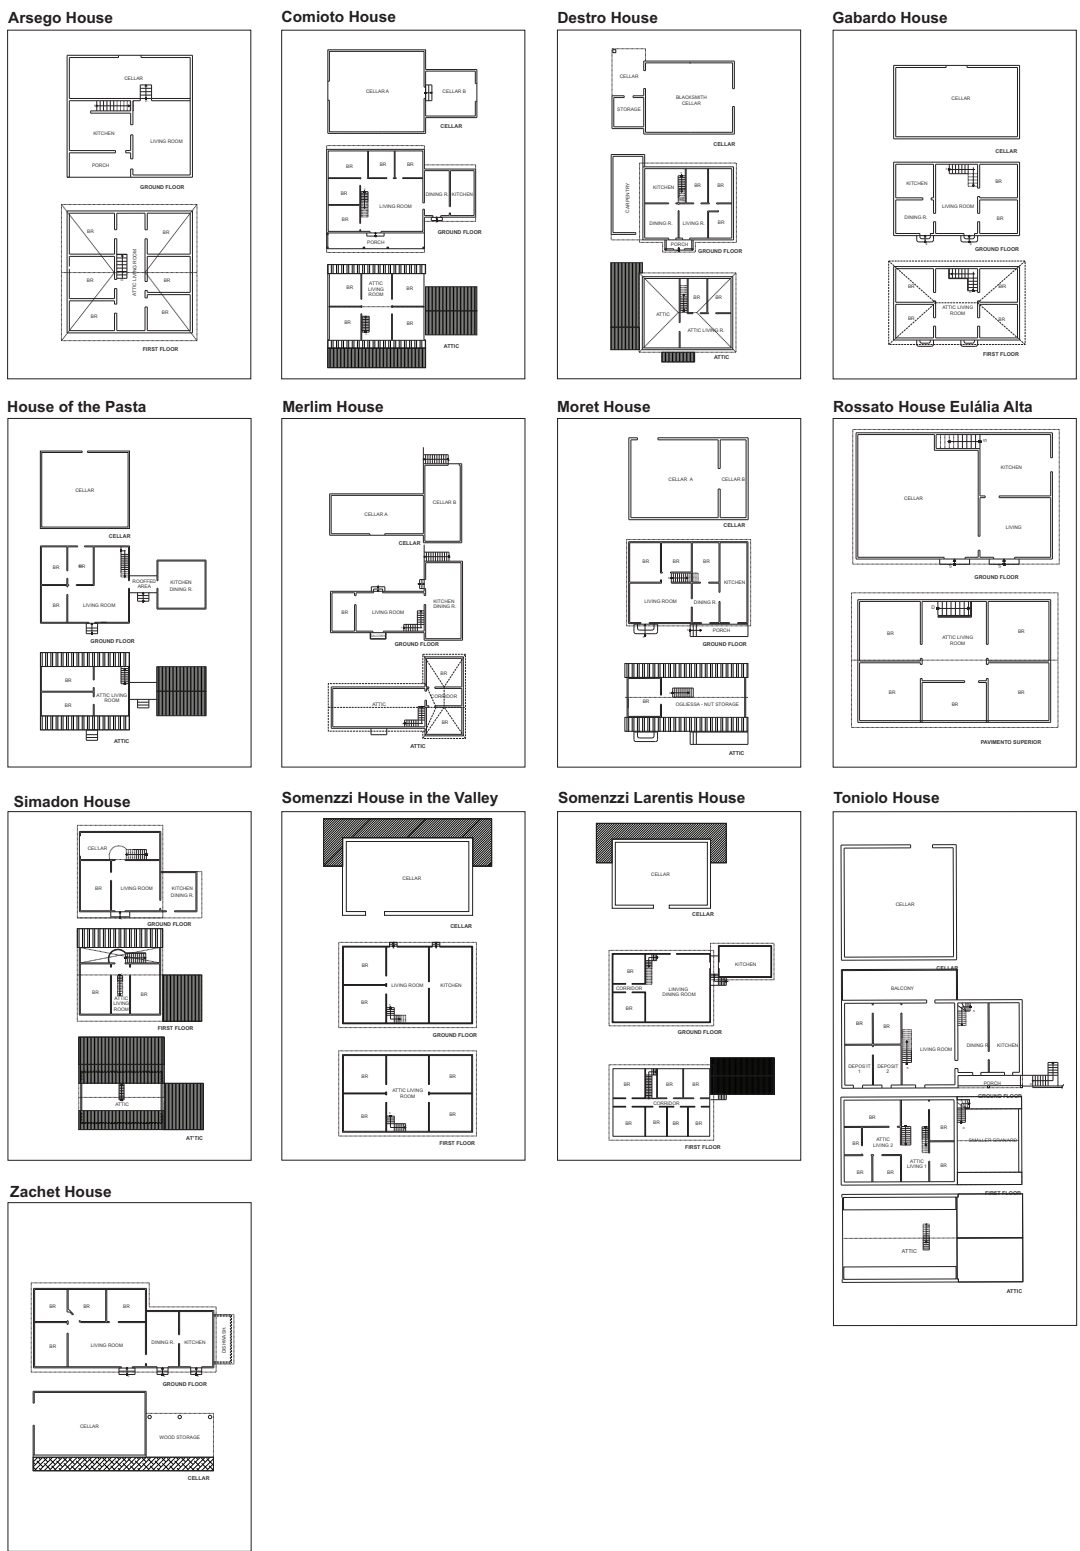 Arsego House
CELLAR
KITCHEN
LIVING ROOM
PORCH
GROUND FLOOR
BR
BR
ATTIC LIVING ROOM
BR
BR
BR
BR
FIRST FLOOR
Comioto House
CELLAR A
CELLAR B
CELLAR
BR
BR
BR
BR
DINING R.
KITCHEN
LIVING ROOM
BR
GROUND FLOOR
PORCH
BR
ATTIC
LIVING
ROOM
BR
BR
BR
ATTIC
Destro House
CELLAR
BLACKSMITH
CELLAR
STORAGE
CELLAR
KITCHEN
BR
BR
CARPENTRY
DINING R.
LIVING R.
BR
PORCH
GROUND FLOOR
BR
BR
ATTIC
ATTIC LIVING R.
ATTIC
Gabardo House
CELLAR
CELLAR
KITCHEN
BR
LIVING ROOM
DINING R.
BR
GROUND FLOOR
BR
BR
ATTIC LIVING
ROOM
BR
BR
FIRST FLOOR
House of the Pasta
CELLAR
CELLAR
BR
BR
ROOFFED
AREA
KITCHEN
DINING R.
BR
LIVING ROOM
GROUND FLOOR
BR
ATTIC LIVING
ROOM
BR
ATTIC
Merlim House
CELLAR B
CELLAR A
CELLAR
KITCHEN
DINING R.
BR
LIVING ROOM
GROUND FLOOR
BR
CORRIDOR
ATTIC
BR
ATTIC
Moret House
CELLAR A
CELLAR B
CELLAR
BR
BR
BR
KITCHEN
LIVING ROOM
DINING R.
PORCH
GROUND FLOOR
BR
OGLIESSA - NUT STORAGE
ATTIC
Rossato House Eulália Alta
KITCHEN
CELLAR
LIVING
GROUND FLOOR
D
BR
ATTIC LIVING
ROOM
BR
BR
BR
BR
PAVIMENTO SUPERIOR
Simadon House
CELLAR
BR
LIVING ROOM
KITCHEN
DINING R.
GROUND FLOOR
BR
ATTIC
LIVING
ROOM
BR
FIRST FLOOR
ATTIC
ATTIC
Somenzzi House in the Valley
CELLAR
CELLAR
BR
LIVING ROOM
KITCHEN
BR
GROUND FLOOR
BR
BR
ATTIC LIVING
ROOM
BR
BR
FIRST FLOOR
Somenzzi Larentis House
CELLAR
CELLAR
KITCHEN
BR
CORRIDOR
LINVING
DINING ROOM
BR
GROUND FLOOR
BR
BR
BR
CORRIDOR
BR
BR
BR
BR
FIRST FLOOR
Toniolo House
CELLAR
CELLAR
BALCONY
BR
BR
LIVING ROOM
DINING R.
KITCHEN
DEPOSIT
1
DEPOSIT
2
PORCH
GROUND FLOOR
BR
BR
BR
ATTIC
LIVING 2
SMALLER GRANARD
BR
BR
ATTIC
LIVING 1
BR
FIRST FLOOR
ATTIC
ATTIC
Zachet House
BR
BR
BR
BR
LIVING ROOM
DINING R.
KITCHEN
DISHWASH.
GROUND FLOOR
CELLAR
WOOD STORAGE
CELLAR